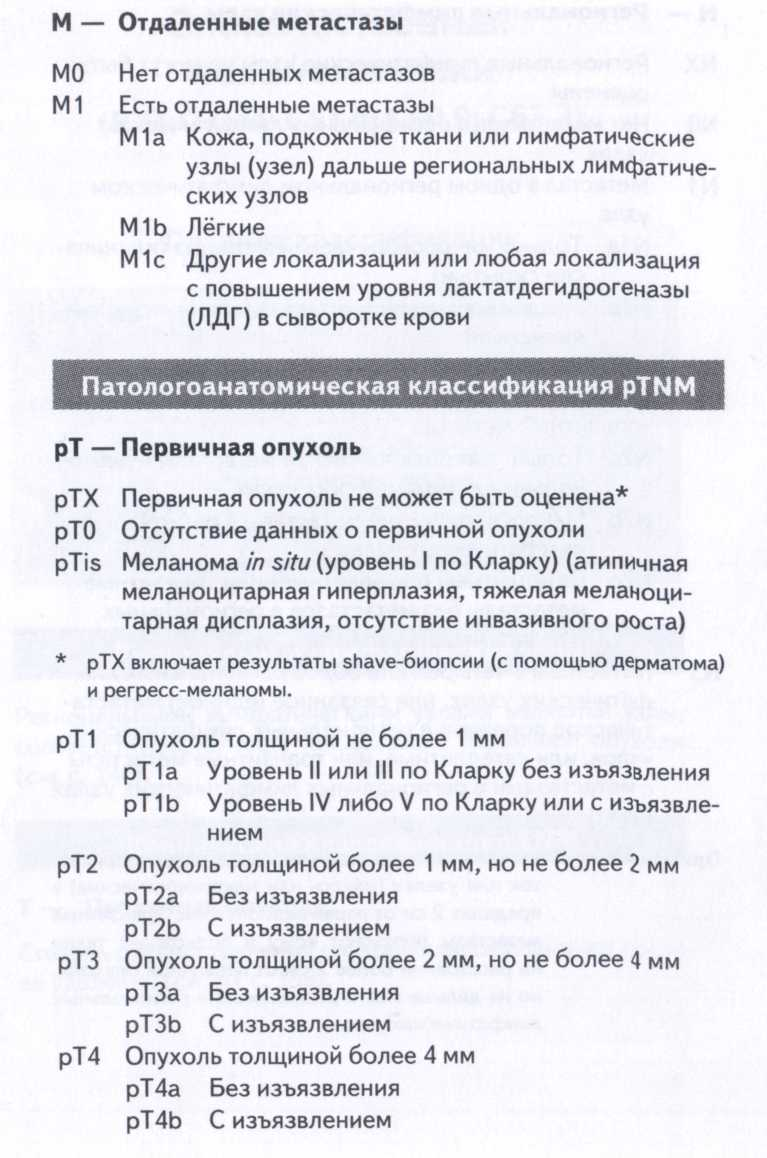 М — Отдаленные метастазы
М0 Нет отдаленных метастазов
М1 Есть отдаленные метастазы
М1a Кожа, подкожные ткани или лимфатические
узлы (узел) дальше региональных лимфатиче-
ских узлов
М1b Лёгкие
М1c Другие локализации или любая локализация
с повышением уровня лактатдегидрогеназы
(ЛДГ) в сыворотке крови
Патологоанатомическая классификация pTNM
pT — Первичная опухоль
pTX Первичная опухоль не может быть оценена*
pT0 Отсутствие данных о первичной опухоли
pTis Меланома in situ (уровень I по Кларку) (атипичная
меланоцитарная гиперплазия, тяжелая меланоци-
тарная дисплазия, отсутствие инвазивного роста)
* pTX включает результаты shave-биопсии (с помощью дерматома)
и регресс-меланомы.
pT1 Опухоль толщиной не более 1 мм
pT1a Уровень II или III по Кларку без изъязвления
pT1b Уровень IV либо V по Кларку или с изъязвле-
нием
pT2 Опухоль толщиной более 1 мм, но не более 2 мм
pT2a Без изъязвления
pT2b С изъязвлением
pT3 Опухоль толщиной более 2 мм, но не более 4 мм
pT3a Без изъязвления
pT3b С изъязвлением
pT4 Опухоль толщиной более 4 мм
pT4a Без изъязвления
pT4b С изъязвлением